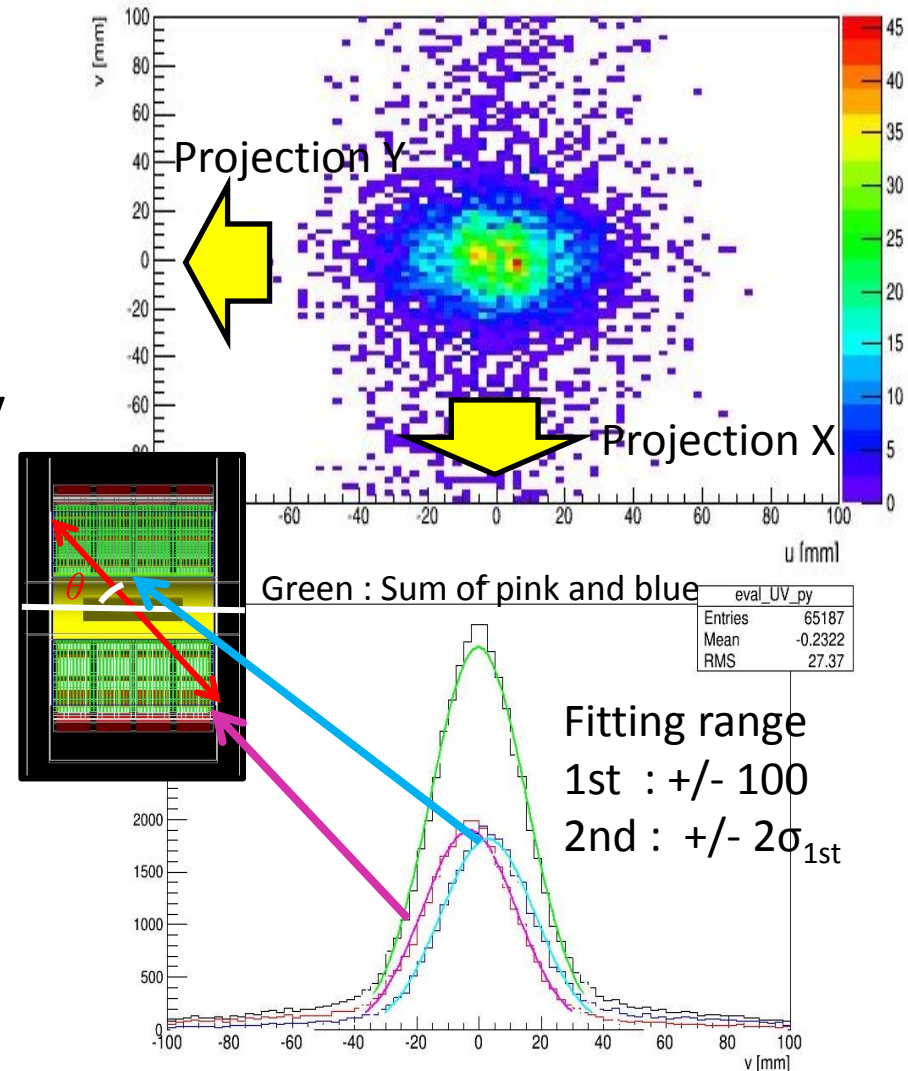 v [mm]
100
80
60
40
20
0
-20
-40
-60
Projection Y
Projection X
45
40
35
30
25
20
15
10
5
0
-60 -40 -20 0 20 40 60 80 100
u [mm]
θ
Green : Sum of pink and blue
eval_UV_py
Entries 65187
Mean -0.2322
RMS 27.37
Fitting range
1st : +/- 100
2nd : +/- 2σ1st
2000
1500
1000
500
0
-100 -80 -60 -40 -20 0 20 40 60 80 100
v [mm]